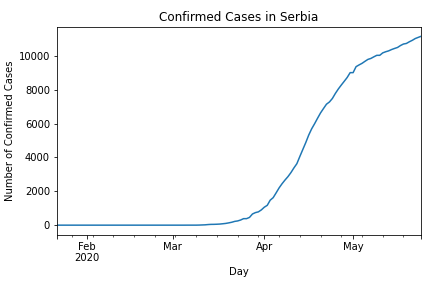 Confirmed Cases in Serbia
Number of Confirmed Cases
10000
8000
6000
4000
2000
0
Feb
2020
Mar
Apr
May
Day